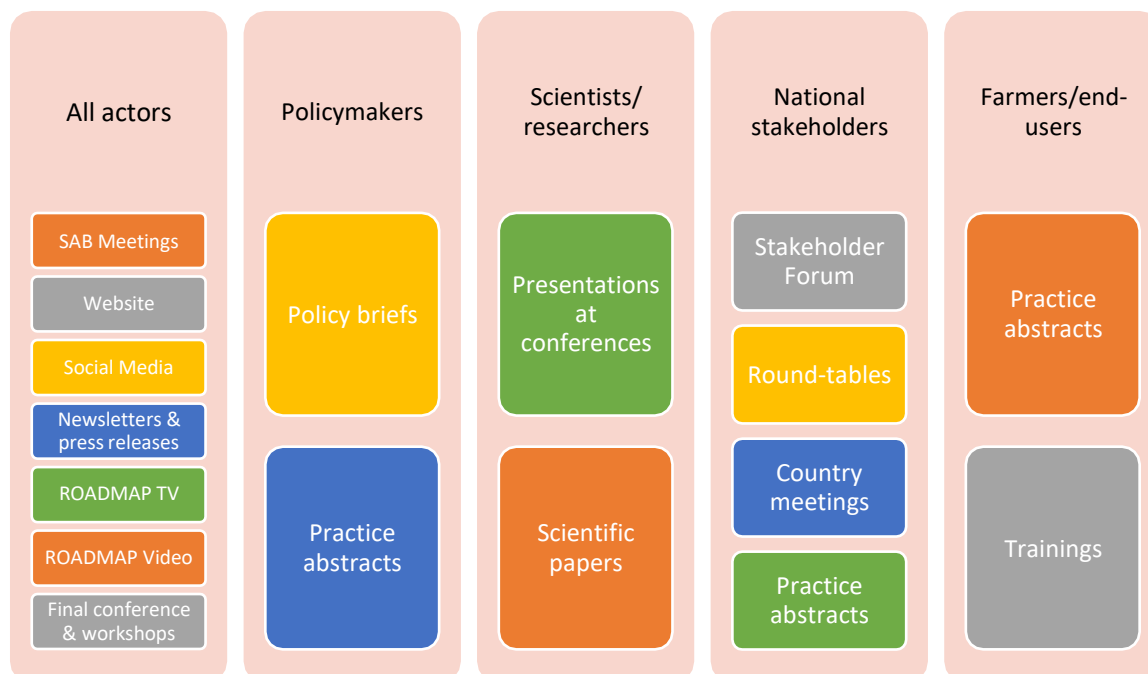 All actors
SAB Meetings
Website
Social Media
Newsletters &
press releases
ROADMAP TV
ROADMAP Video
Final conference
& workshops
Policymakers
Policy briefs
Practice
abstracts
Scientists/
researchers
Presentations
at
conferences
Scientific
papers
National
stakeholders
Stakeholder
Forum
Round-tables
Country
meetings
Practice
abstracts
Farmers/end-
users
Practice
abstracts
Trainings